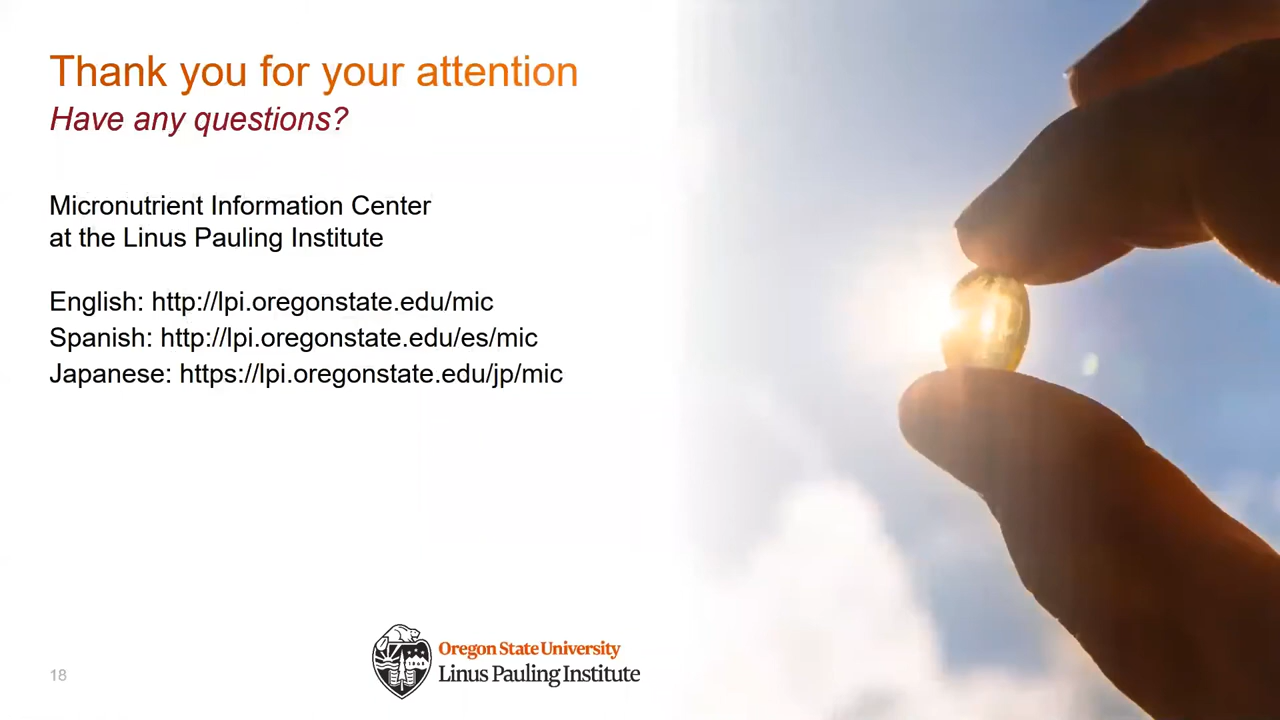 Thank you for your attention
Have any questions?
Micronutrient Information Center
at the Linus Pauling Institute
English: http://lpi.oregonstate.edu/mic
Spanish: http://lpi.oregonstate.edu/es/mic
Japanese: https://lpi.oregonstate.edu/jp/mic
18
1868
Oregon State University
Linus Pauling Institute